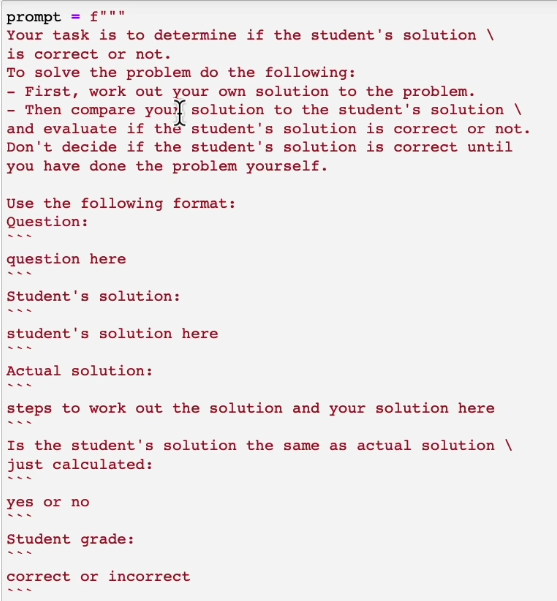 prompt = f"""
Your task is to determine if the student's solution \
is correct or not.
To solve the problem do the following:
- First, work out your own solution to the problem.
- Then compare your solution to the student's solution \
and evaluate if the student's solution is correct or not.
Don't decide if the student's solution is correct until
you have done the problem yourself.

Use the following format:
Question:
```
question here
```
Student's solution:
```
student's solution here
```
Actual solution:
```
steps to work out the solution and your solution here
```
Is the student's solution the same as actual solution \
just calculated:
```
yes or no
```
Student grade:
```
correct or incorrect
```